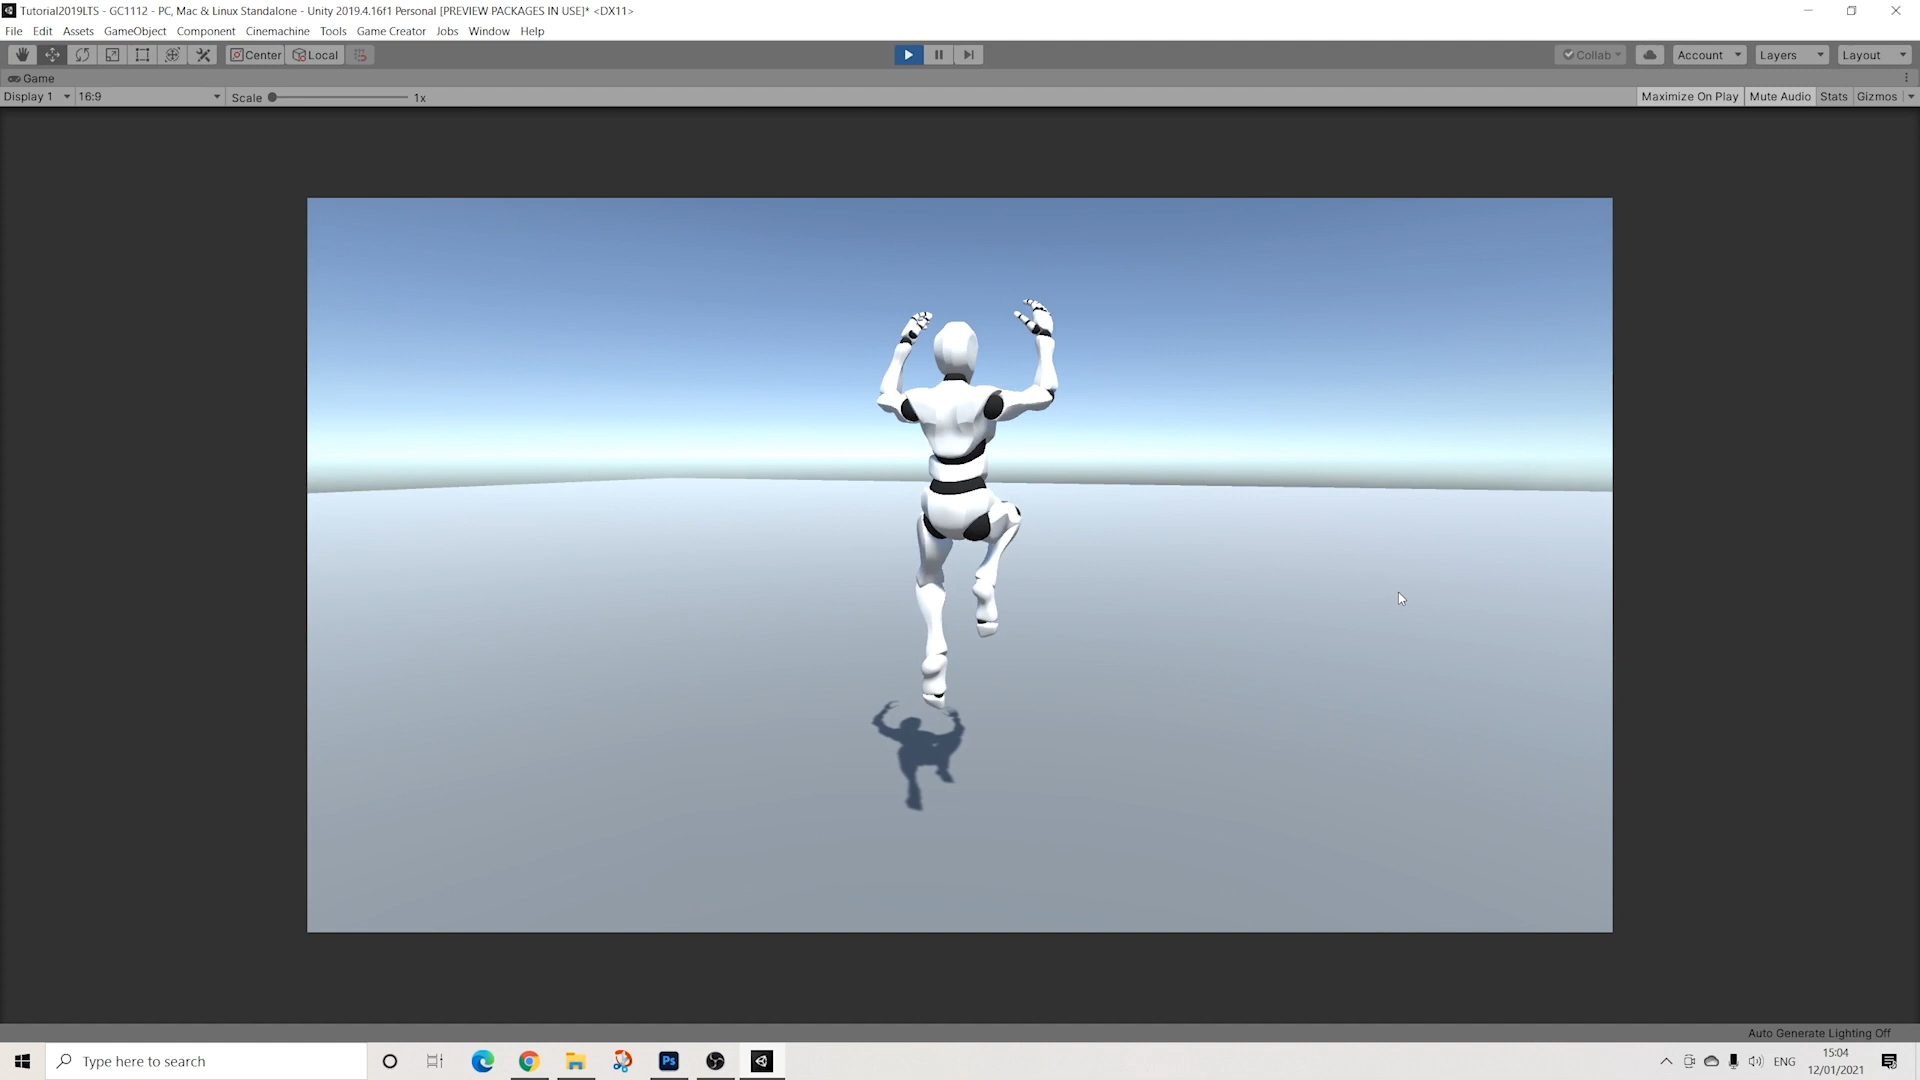 Tutorial2019LTS - GC1112 - PC, Mac & Linux Standalone - Unity 2019.4.16f1 Personal [PREVIEW PACKAGES IN USE]* <DX11>
File Edit Assets GameObject Component Cinemachine Tools Game Creator Jobs Window Help
Center Local Collab Account Layers Layout
Game
Display 1 16:9 Scale 1x Maximize On Play Mute Audio Stats Gizmos
Auto Generate Lighting Off
Type here to search Ps ENG 15:04
12/01/2021